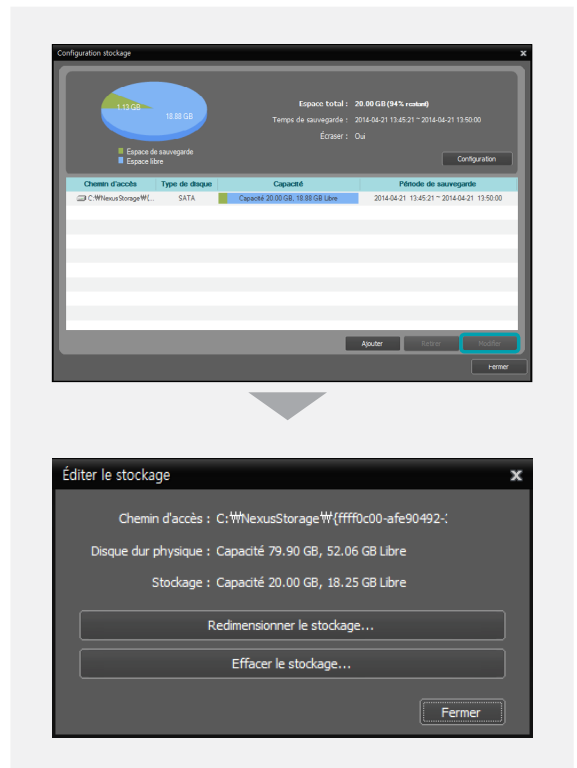 Configuration stockage x
1.13 GB
18.88 GB
Espace total : 20.00 GB (94% restant)
Temps de sauvegarde : 2014-04-21 13:45:21 ~ 2014-04-21 13:50:00
Écraser : Oui
Espace de sauvegarde
Espace libre
Configuration
Chemin d'accès Type de disque Capacité Période de sauvegarde
C:₩NexusStorage₩{... SATA Capacité 20.00 GB, 18.88 GB Libre 2014-04-21 13:45:21 ~ 2014-04-21 13:50:00
Ajouter Retirer Modifier
Fermer
Éditer le stockage x
Chemin d'accès : C:₩NexusStorage₩{ffff0c00-afe90492-:
Disque dur physique : Capacité 79.90 GB, 52.06 GB Libre
Stockage : Capacité 20.00 GB, 18.25 GB Libre
Redimensionner le stockage...
Effacer le stockage...
Fermer